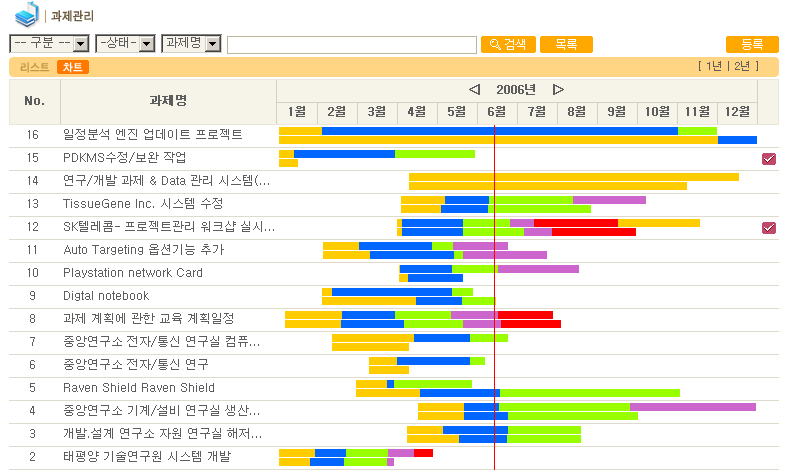 과제관리
-- 구분 -- -상태- 과제명 검색 목록 등록
리스트 차트 [ 1년 | 2년 ]
No. 과제명 2006년
1월 2월 3월 4월 5월 6월 7월 8월 9월 10월 11월 12월
16 일정분석 엔진 업데이트 프로젝트
15 PDKMS수정/보완 작업
14 연구/개발 과제 & Data 관리 시스템(...
13 TissueGene Inc. 시스템 수정
12 SK텔레콤- 프로젝트관리 워크샵 실시...
11 Auto Targeting 옵션기능 추가
10 Playstation network Card
9 Digtal notebook
8 과제 계획에 관한 교육 계획일정
7 중앙연구소 전자/통신 연구실 컴퓨...
6 중앙연구소 전자/통신 연구
5 Raven Shield Raven Shield
4 중앙연구소 기계/설비 연구실 생산...
3 개발.설계 연구소 자원 연구실 해저...
2 태평양 기술연구원 시스템 개발